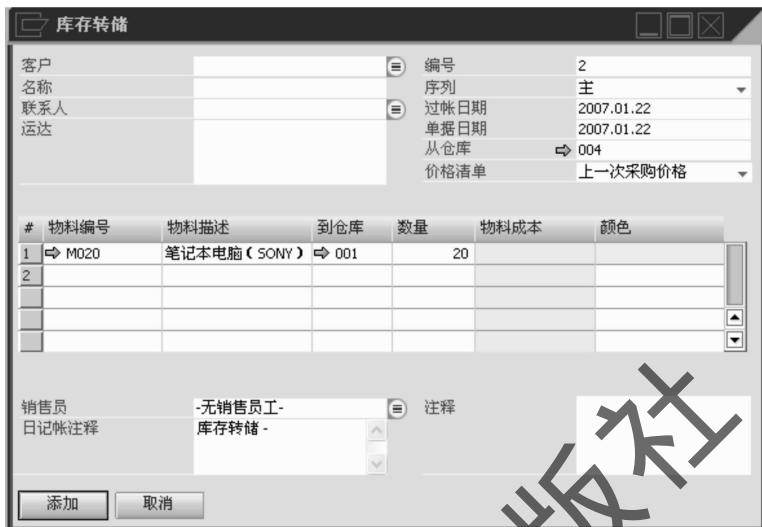 库存转储
客户
名称
联系人
运达
编号 2
序列 主
过帐日期 2007.01.22
单据日期 2007.01.22
从仓库 004
价格清单 上一次采购价格
# 物料编号 物料描述 到仓库 数量 物料成本 颜色
1 M020 笔记本电脑（SONY） 001 20
2
销售员 -无销售员工-
日记帐注释 库存转储 -
注释
添加 取消
版社